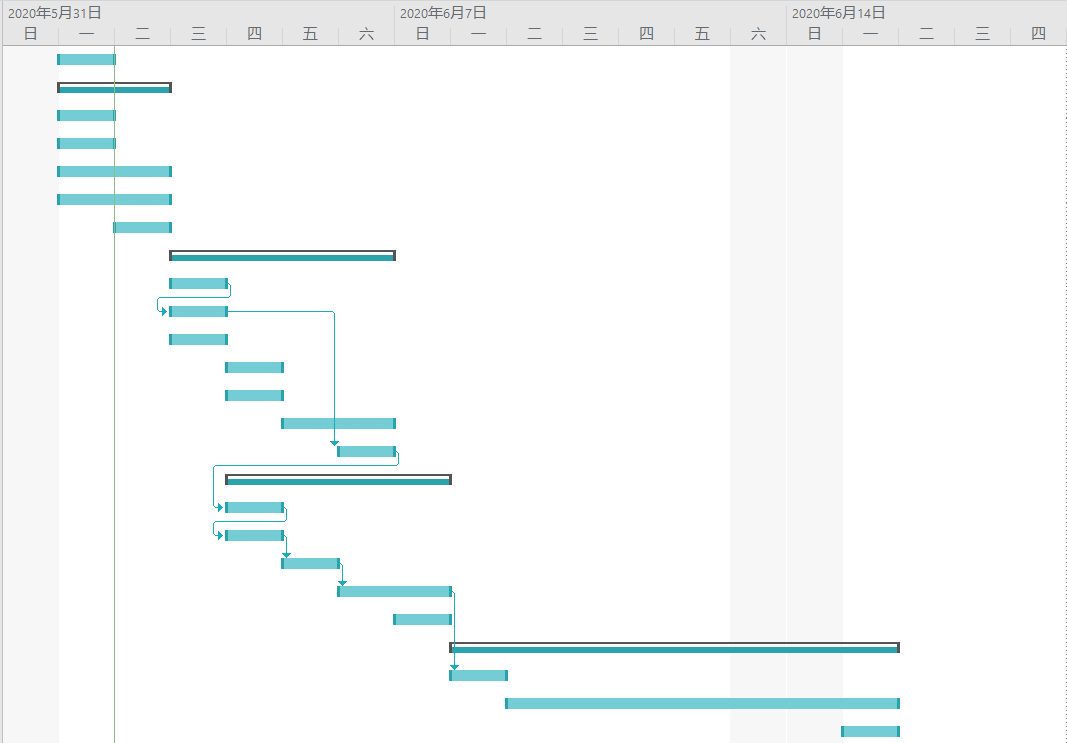 2020年5月31日 2020年6月7日 2020年6月14日
日 一 二 三 四 五 六 日 一 二 三 四 五 六 日 一 二 三 四